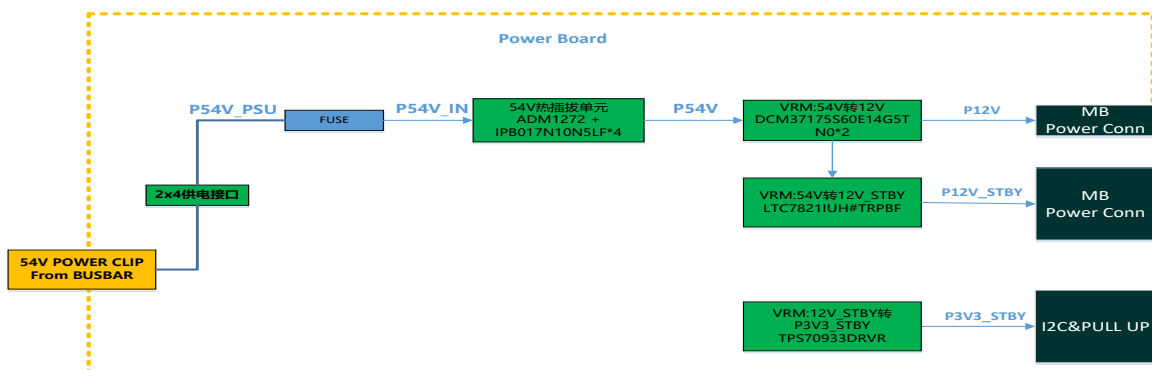 Power Board
P54V_PSU
FUSE
P54V_IN
54V热插拔单元
ADM1272 +
IPB017N10N5LF*4
P54V
VRM:54V转12V
DCM37175S60E14G5T
N0*2
P12V
MB
Power Conn
2x4供电接口
VRM:54V转12V_STBY
LTC7821IUH#TRPBF
P12V_STBY
MB
Power Conn
54V POWER CLIP
From BUSBAR
VRM:12V_STBY转
P3V3_STBY
TPS70933DRVR
P3V3_STBY
I2C&PULL UP